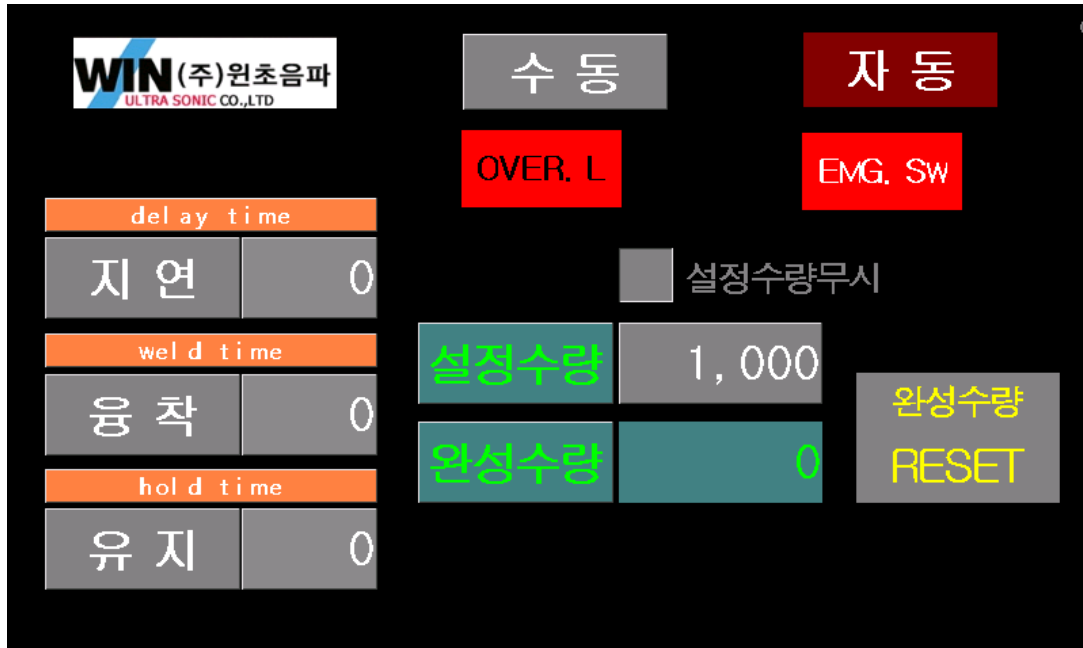 WIN (주)윈초음파
ULTRA SONIC CO.,LTD
수 동
자 동
OVER. L
EMG. SW
delay time
지 연 0
설정수량무시
weld time
융 착 0
설정수량 1,000
완성수량 0
완성수량
RESET
hold time
유 지 0